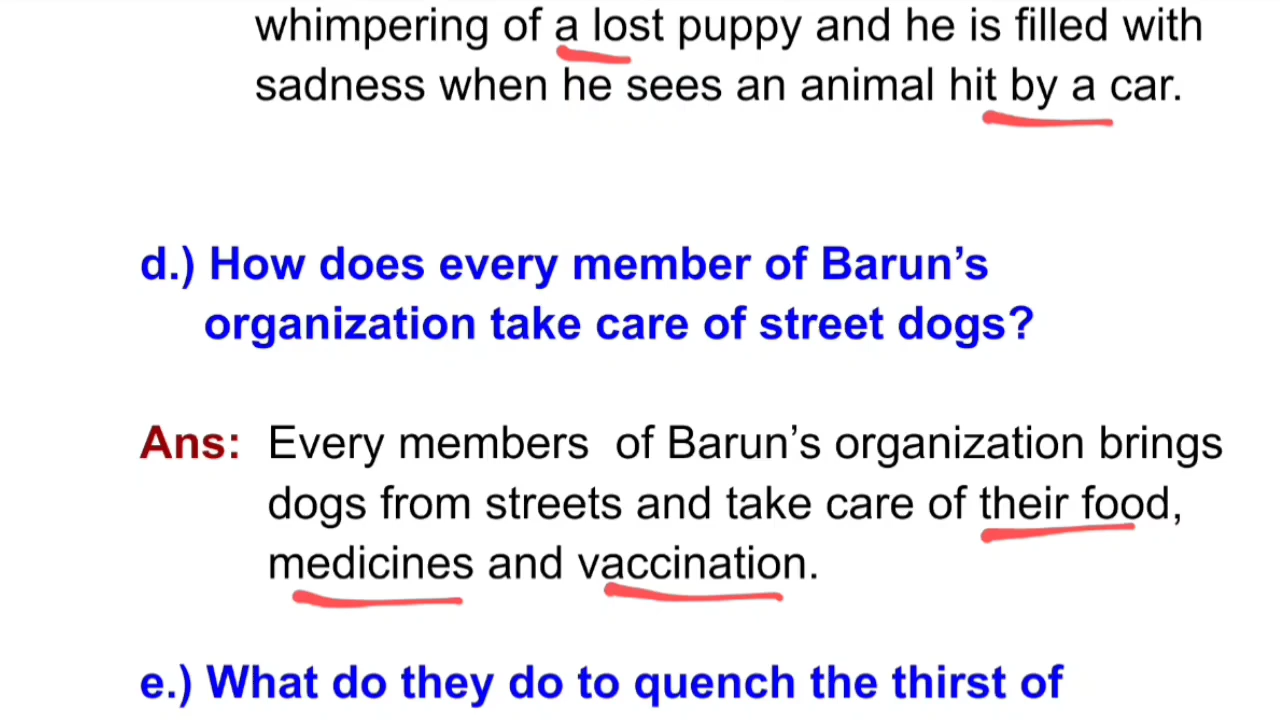 whimpering of a lost puppy and he is filled with
sadness when he sees an animal hit by a car.
d.) How does every member of Barun’s
organization take care of street dogs?
Ans: Every members of Barun’s organization brings
dogs from streets and take care of their food,
medicines and vaccination.
e.) What do they do to quench the thirst of